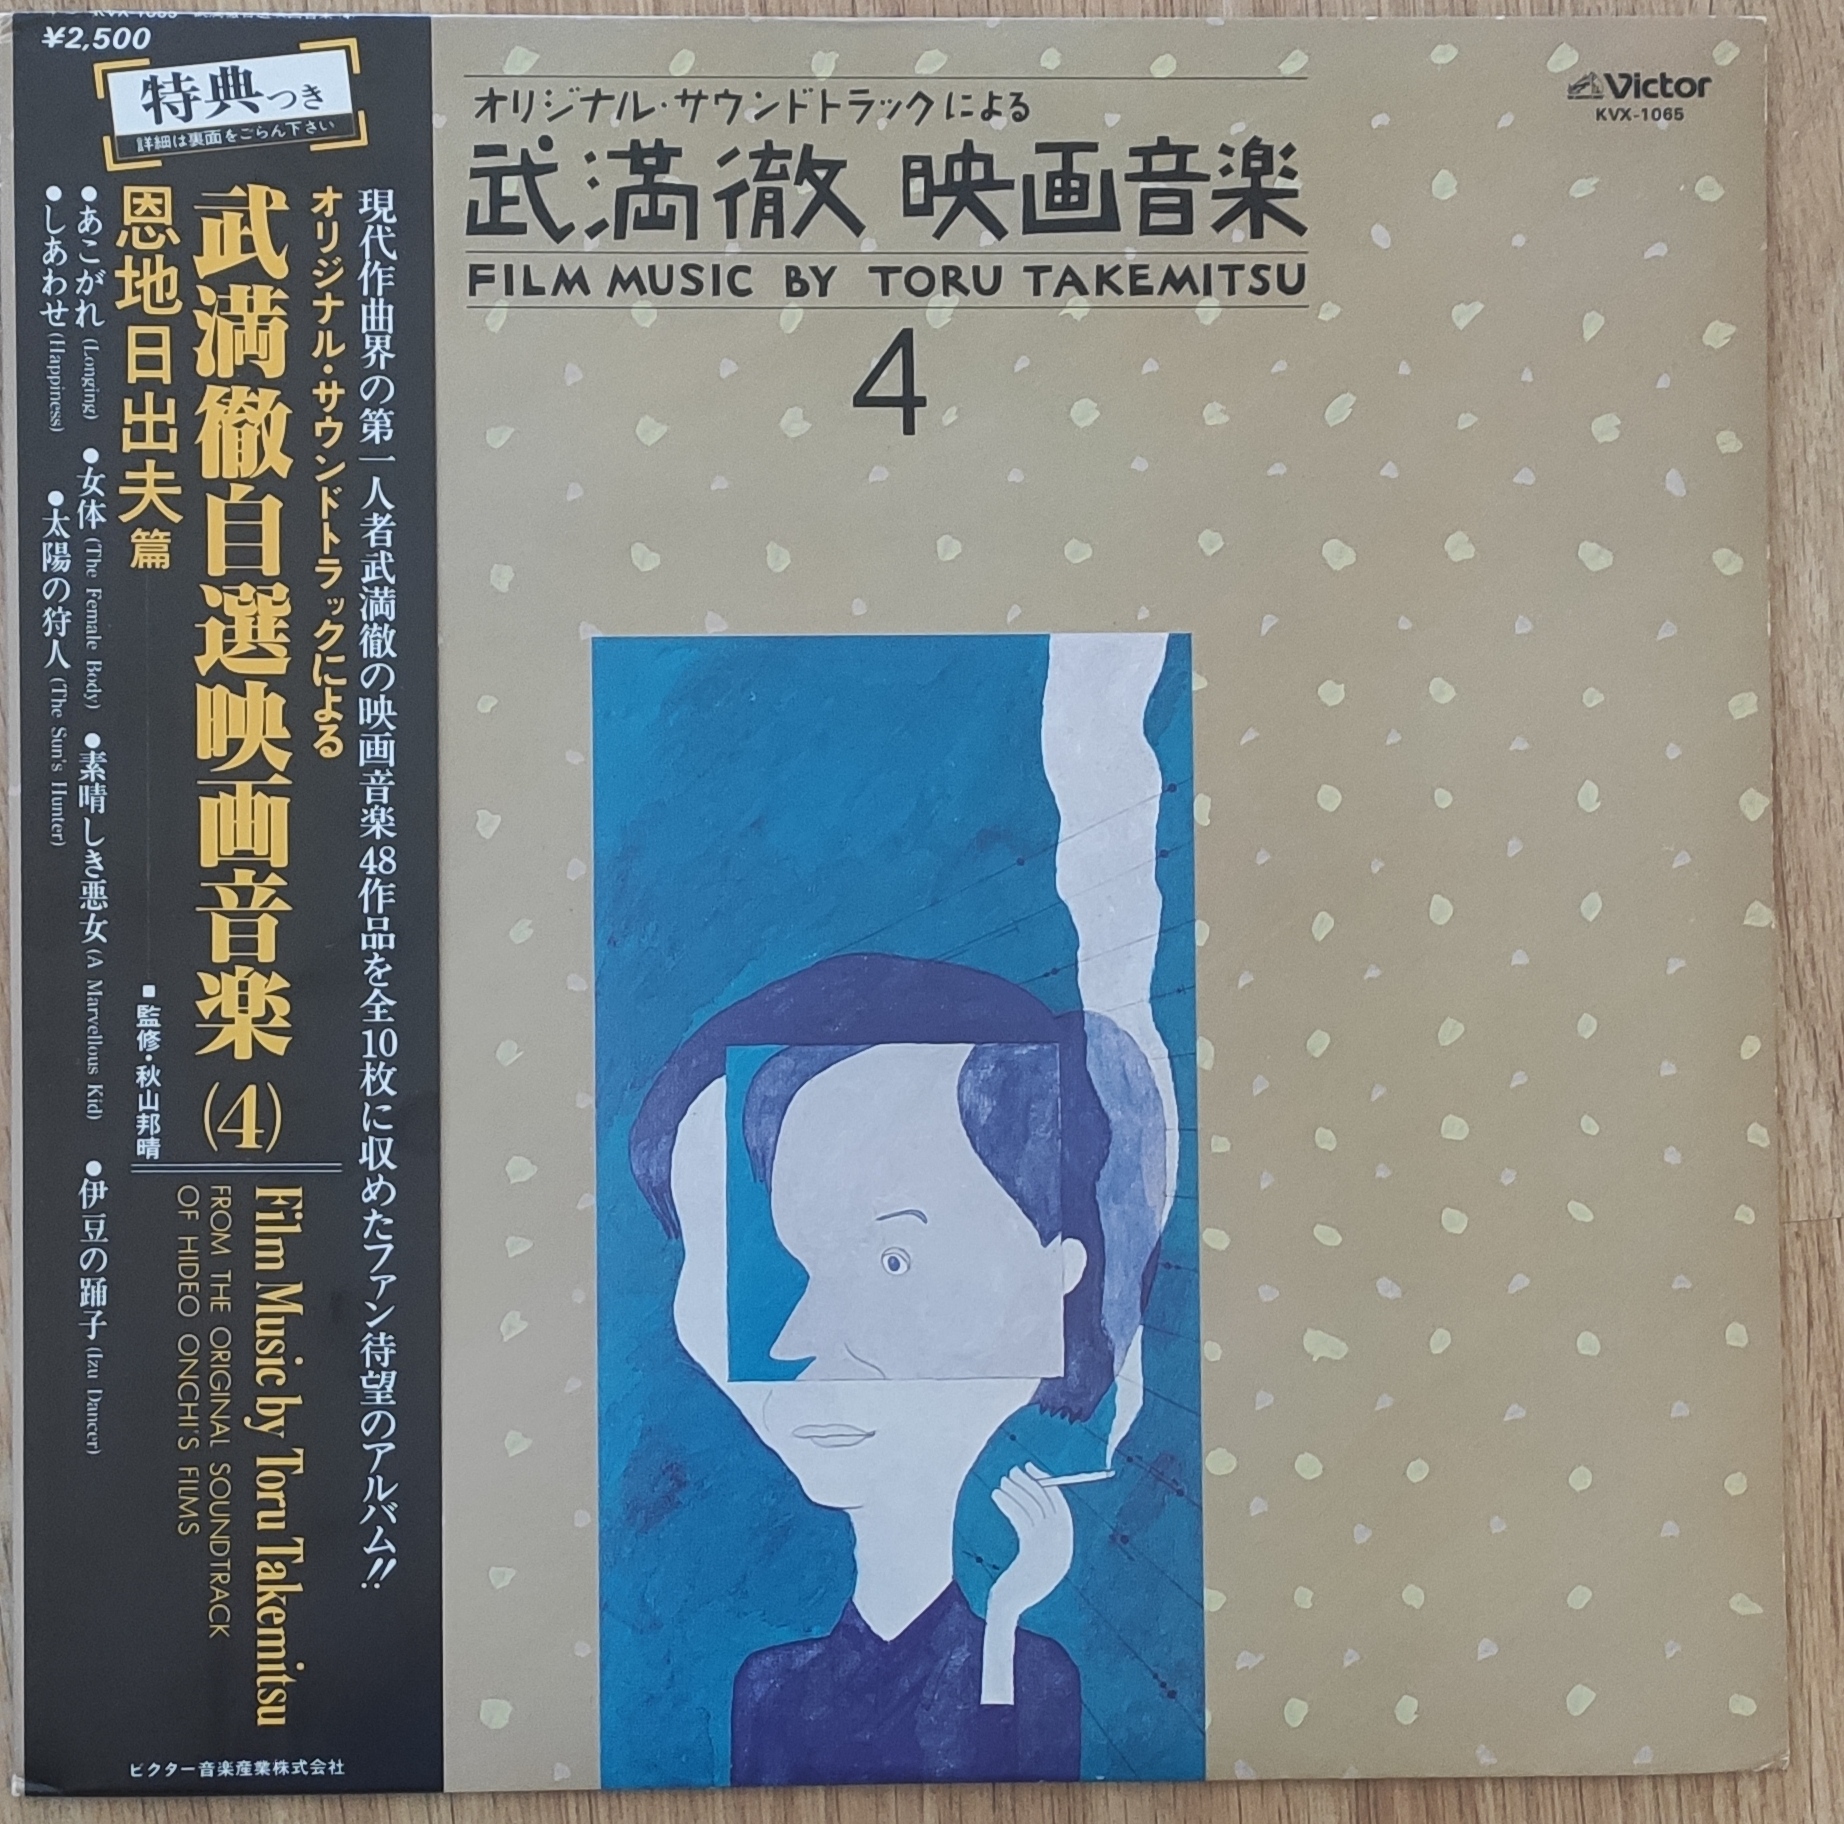 ¥2,500
特典つき
詳細は裏面をごらん下さい
現代作曲界の第一人者武満徹の映画音楽48作品を全10枚に収めたファン待望のアルバム!!
オリジナル・サウンドトラックによる
武満徹自選映画音楽(4)
恩地日出夫篇
■監修・秋山邦晴
●あこがれ(Longing) ●女体(The Female Body) ●素晴しき悪女(A Marvellous Kid) ●伊豆の踊子(Izu Dancer)
●しあわせ(Happiness) ●太陽の狩人(The Sun's Hunter)
Film Music by Toru Takemitsu
FROM THE ORIGINAL SOUNDTRACK
OF HIDEO ONCHI'S FILMS
ビクター音楽産業株式会社
オリジナル・サウンドトラックによる
武満徹 映画音楽
FILM MUSIC BY TORU TAKEMITSU
4
Victor
KVX-1065